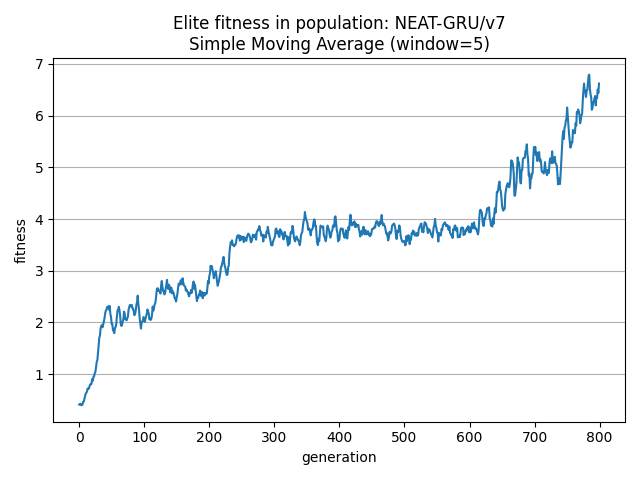 Elite fitness in population: NEAT-GRU/v7
Simple Moving Average (window=5)
7
6
5
4
3
2
1
fitness
0 100 200 300 400 500 600 700 800
generation